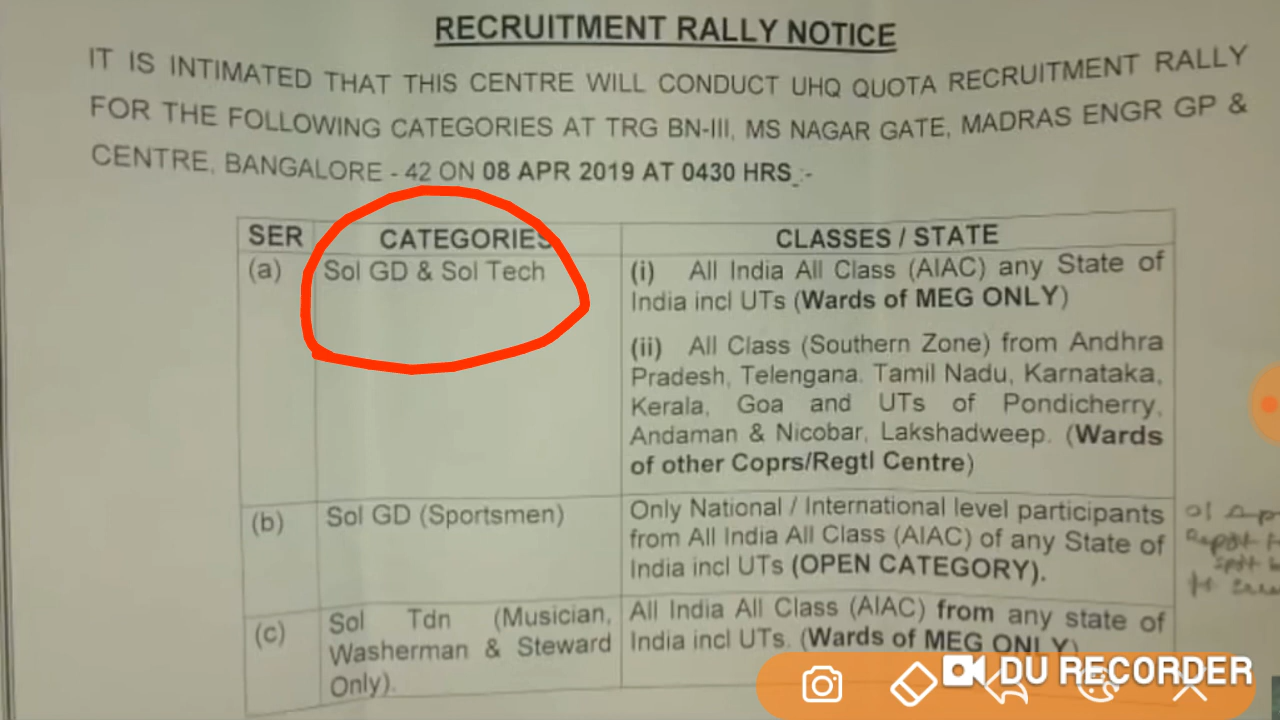 RECRUITMENT RALLY NOTICE
IT IS INTIMATED THAT THIS CENTRE WILL CONDUCT UHQ QUOTA RECRUITMENT RALLY
FOR THE FOLLOWING CATEGORIES AT TRG BN-III, MS NAGAR GATE, MADRAS ENGR GP &
CENTRE, BANGALORE - 42 ON 08 APR 2019 AT 0430 HRS :-
SER CATEGORIES CLASSES / STATE
(a) Sol GD & Sol Tech
(i) All India All Class (AIAC) any State of
India incl UTs (Wards of MEG ONLY)
(ii) All Class (Southern Zone) from Andhra
Pradesh, Telengana. Tamil Nadu, Karnataka,
Kerala, Goa and UTs of Pondicherry,
Andaman & Nicobar, Lakshadweep. (Wards
of other Coprs/Regtl Centre)
(b) Sol GD (Sportsmen)
Only National / International level participants
from All India All Class (AIAC) of any State of
India incl UTs (OPEN CATEGORY).
(c) Sol Tdn (Musician,
Washerman & Steward
Only).
All India All Class (AIAC) from any state of
India incl UTs. (Wards of MEG ONLY)
DU RECORDER